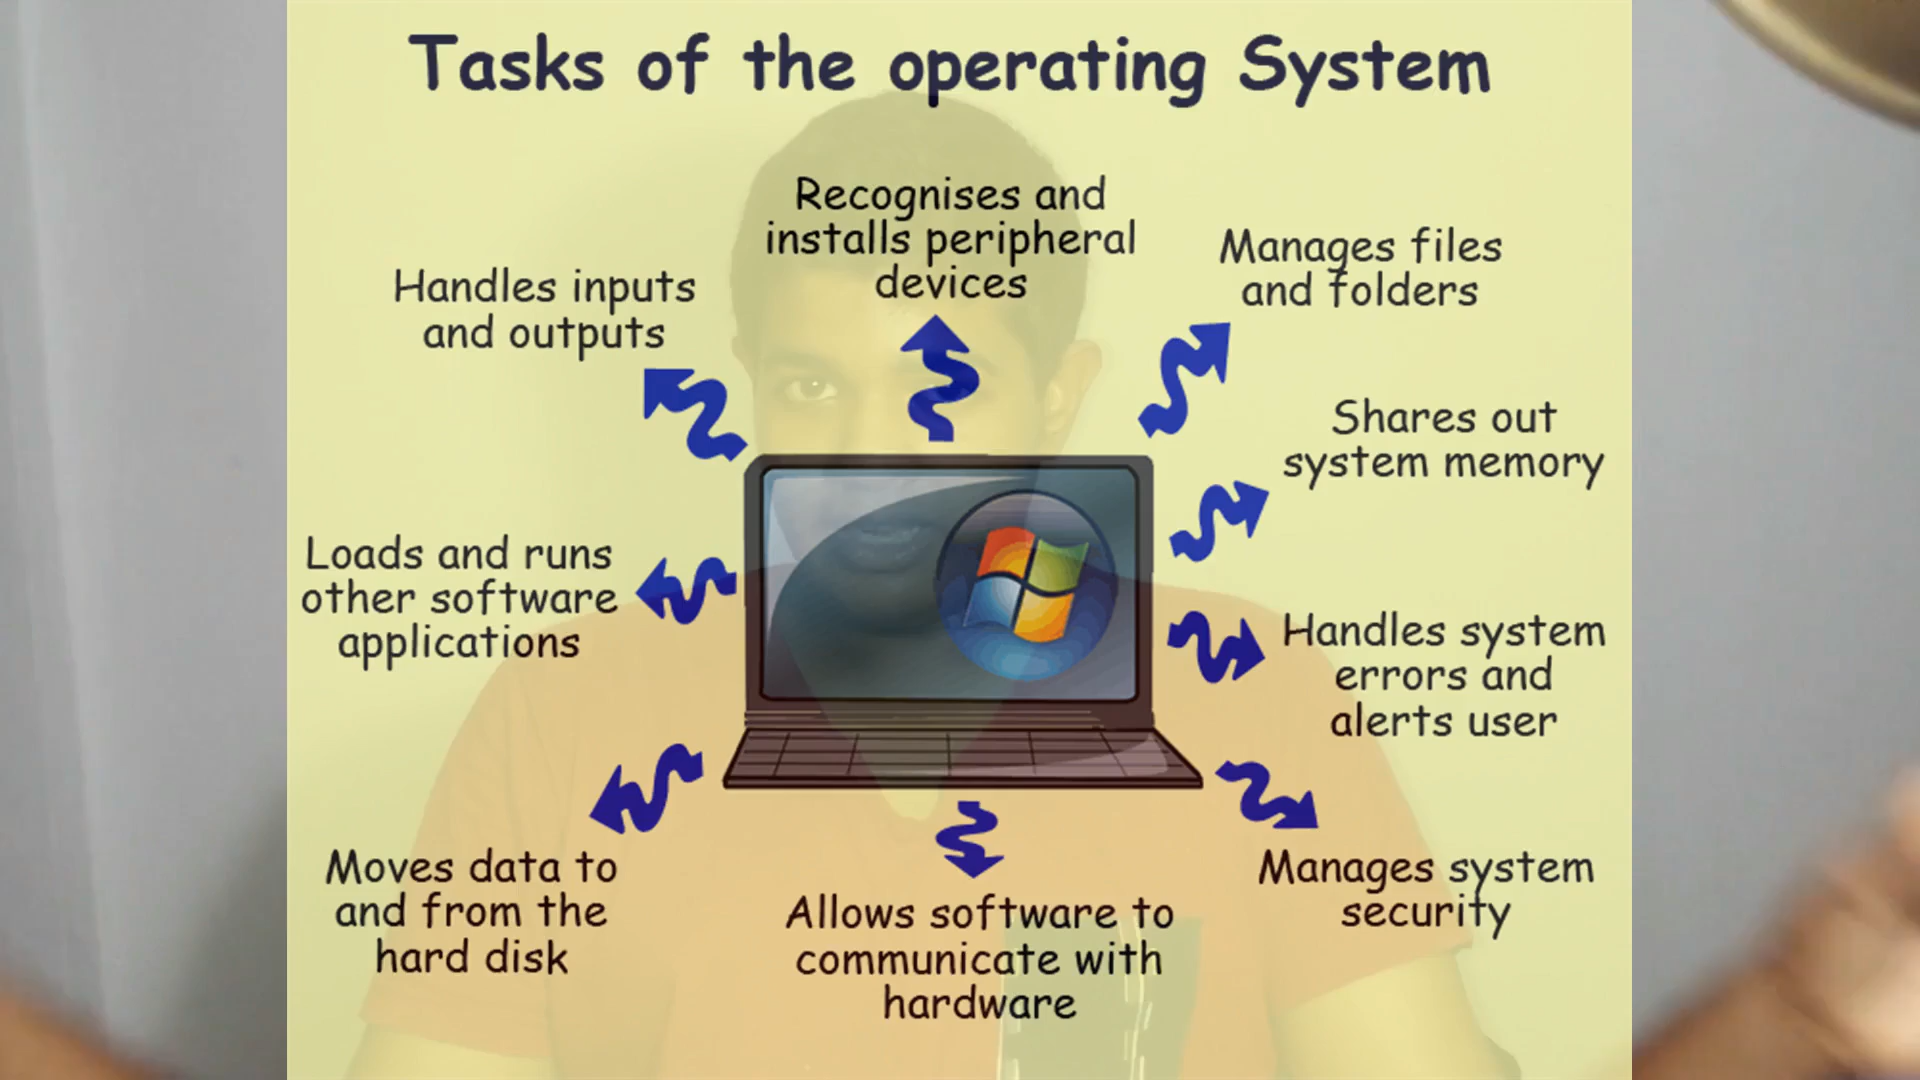 Tasks of the operating System
Recognises and
installs peripheral
devices
Manages files
and folders
Handles inputs
and outputs
Shares out
system memory
Loads and runs
other software
applications
Handles system
errors and
alerts user
Moves data to
and from the
hard disk
Allows software to
communicate with
hardware
Manages system
security